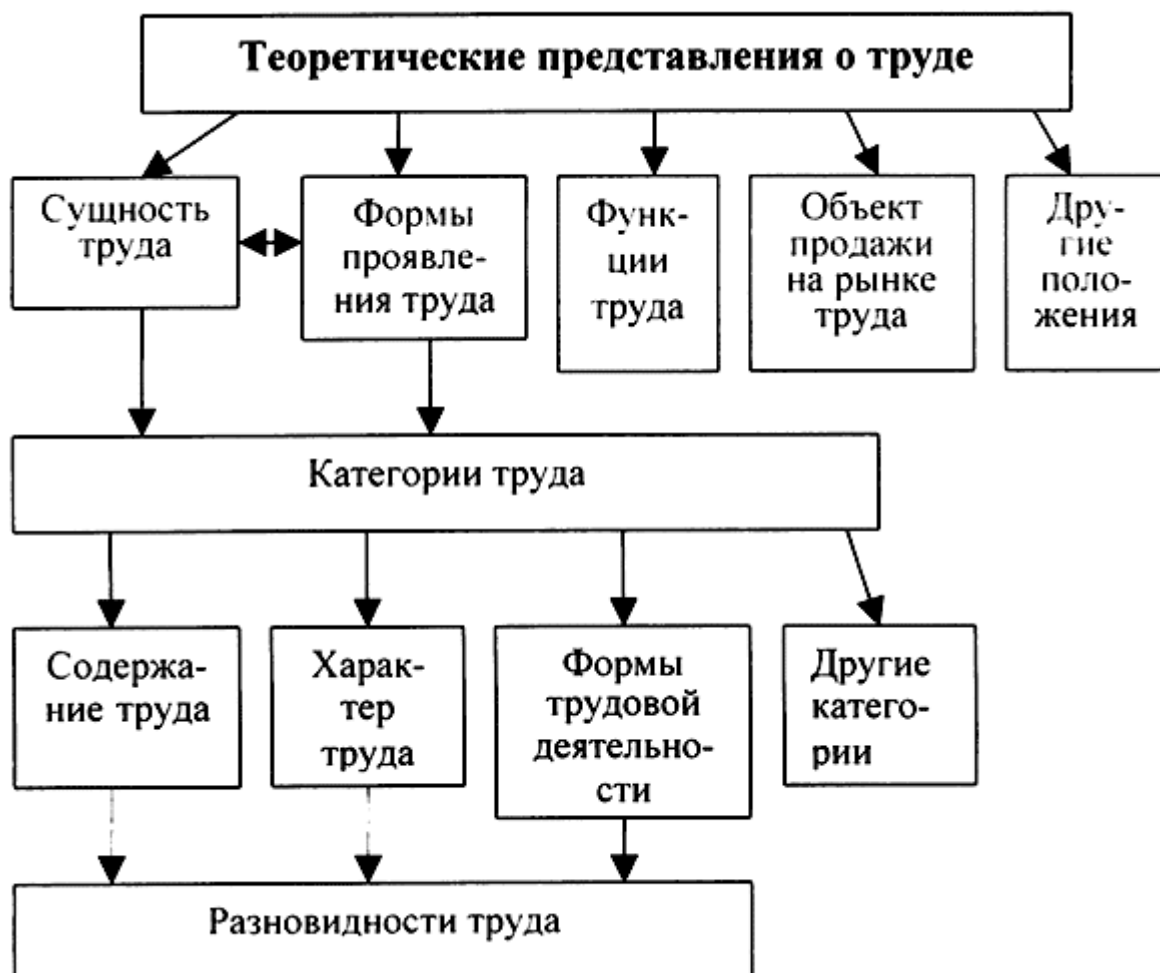 Теоретические представления о труде
Сущность
труда
Формы
проявле-
ния труда
Функ-
ции
труда
Объект
продажи
на рынке
труда
Дру-
гие
поло-
жения
Категории труда
Содержа-
ние труда
Харак-
тер
труда
Формы
трудовой
деятельно-
сти
Другие
катего-
рии
Разновидности труда